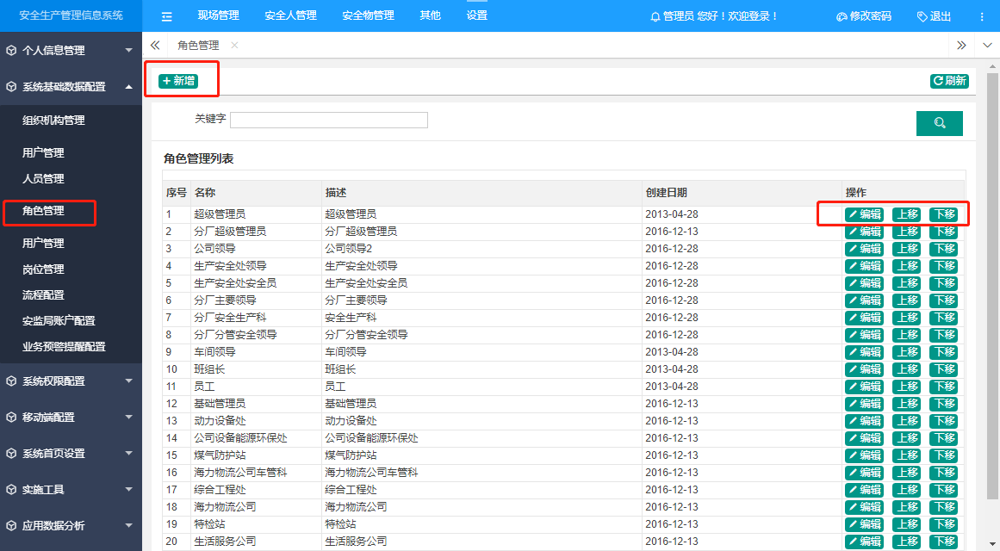 安全生产管理信息系统 现场管理 安全人管理 安全物管理 其他 设置 管理员 您好！欢迎登录！ 修改密码 退出
个人信息管理
系统基础数据配置
组织机构管理
用户管理
人员管理
角色管理
用户管理
岗位管理
流程配置
安监局账户配置
业务预警提醒配置
系统权限配置
移动端配置
系统首页设置
实施工具
应用数据分析
角色管理
新增 刷新
关键字
角色管理列表
序号 名称 描述 创建日期 操作
1 超级管理员 超级管理员 2013-04-28 编辑 上移 下移
2 分厂超级管理员 分厂超级管理员 2016-12-13 编辑 上移 下移
3 公司领导 公司领导2 2016-12-28 编辑 上移 下移
4 生产安全处领导 生产安全处领导 2016-12-28 编辑 上移 下移
5 生产安全处安全员 生产安全处安全员 2016-12-28 编辑 上移 下移
6 分厂主要领导 分厂主要领导 2016-12-28 编辑 上移 下移
7 分厂安全生产科 安全生产科 2016-12-28 编辑 上移 下移
8 分厂分管安全领导 分厂分管安全领导 2016-12-28 编辑 上移 下移
9 车间领导 车间领导 2013-04-28 编辑 上移 下移
10 班组长 班组长 2013-04-28 编辑 上移 下移
11 员工 员工 2013-04-28 编辑 上移 下移
12 基础管理员 基础管理员 2016-12-13 编辑 上移 下移
13 动力设备处 动力设备处 2016-12-13 编辑 上移 下移
14 公司设备能源环保处 公司设备能源环保处 2016-12-13 编辑 上移 下移
15 煤气防护站 煤气防护站 2016-12-13 编辑 上移 下移
16 海力物流公司车管科 海力物流公司车管科 2016-12-13 编辑 上移 下移
17 综合工程处 综合工程处 2016-12-13 编辑 上移 下移
18 海力物流公司 海力物流公司 2016-12-13 编辑 上移 下移
19 特检站 特检站 2016-12-13 编辑 上移 下移
20 生活服务公司 生活服务公司 2016-12-13 编辑 上移 下移